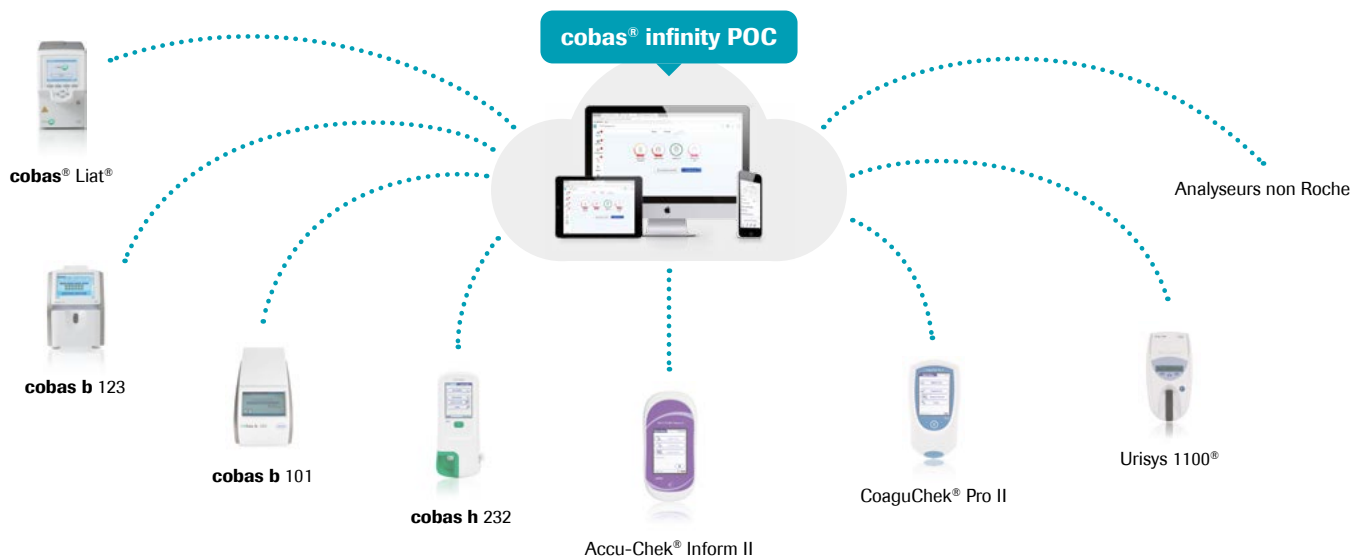 cobas® infinity POC
cobas® Liat®
Analyseurs non Roche
cobas b 123
cobas b 101
cobas h 232
Accu-Chek® Inform II
CoaguChek® Pro II
Urisys 1100®